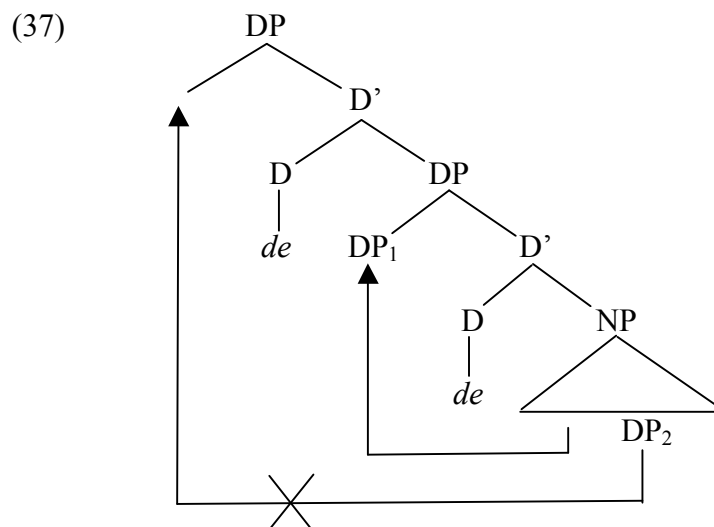 (37) DP
D’
D DP
de DP₁ D’
D NP
de
DP₂